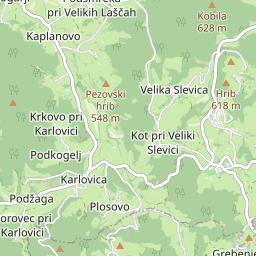 pri Velikih Laščah
Kaplanovo
Kobila
628 m
Pezovski
hrib
548 m
Velika Slevica
Hrib
618 m
Krkovo pri
Karlovici
Kot pri Veliki
Slevici
Podkogelj
Karlovica
Podžaga
Plosovo
orovec pri
Karlovici
Grebenje